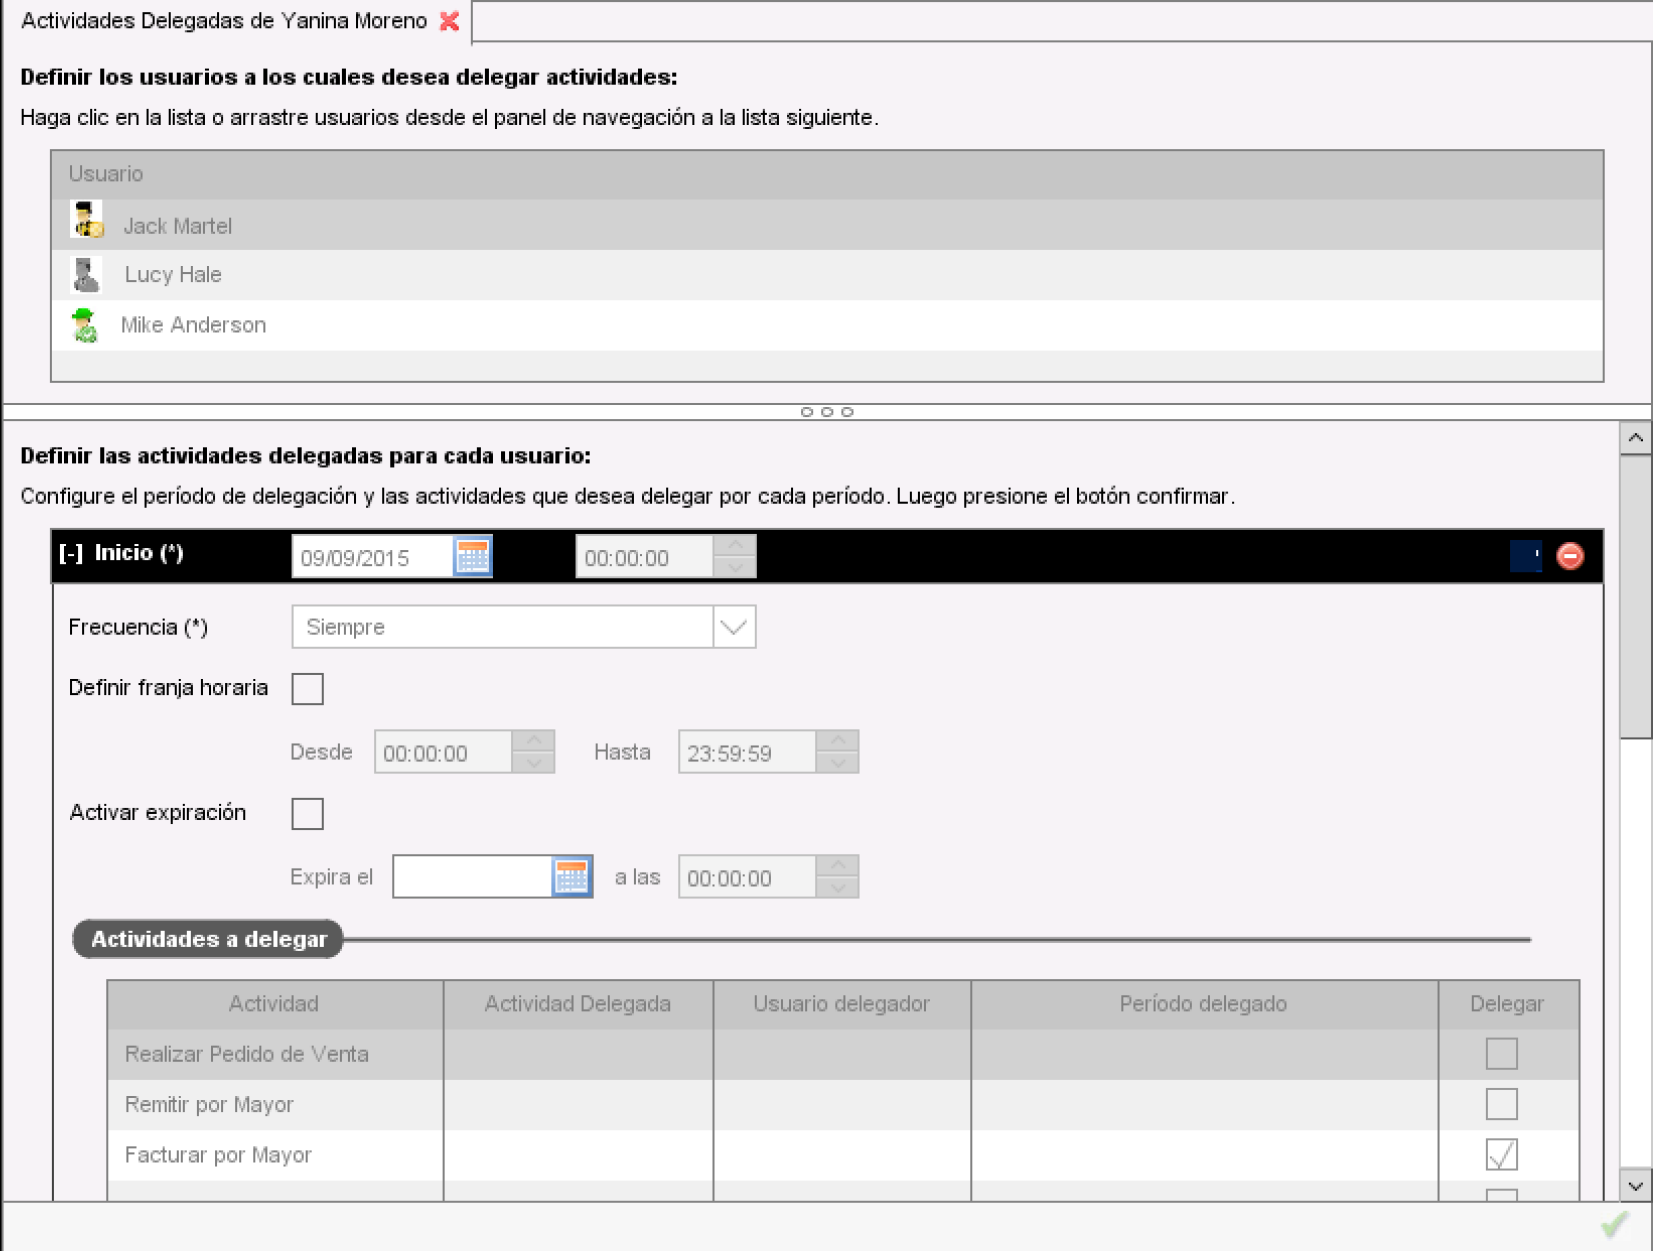 Actividades Delegadas de Yanina Moreno
Definir los usuarios a los cuales desea delegar actividades:
Haga clic en la lista o arrastre usuarios desde el panel de navegación a la lista siguiente.
Usuario
Jack Martel
Lucy Hale
Mike Anderson
Definir las actividades delegadas para cada usuario:
Configure el período de delegación y las actividades que desea delegar por cada período. Luego presione el botón confirmar.
[-] Inicio (*) 09/09/2015 00:00:00
Frecuencia (*) Siempre
Definir franja horaria
Desde 00:00:00 Hasta 23:59:59
Activar expiración
Expira el a las 00:00:00
Actividades a delegar
Actividad Actividad Delegada Usuario delegador Período delegado Delegar
Realizar Pedido de Venta
Remitir por Mayor
Facturar por Mayor